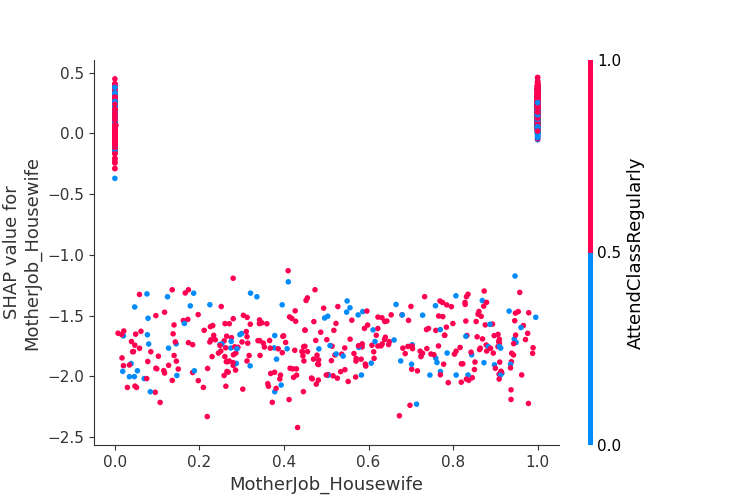 0.5
0.0
−0.5
−1.0
−1.5
−2.0
−2.5
SHAP value for
MotherJob_Housewife
0.0 0.2 0.4 0.6 0.8 1.0
MotherJob_Housewife
1.0
0.5
0.0
AttendClassRegularly